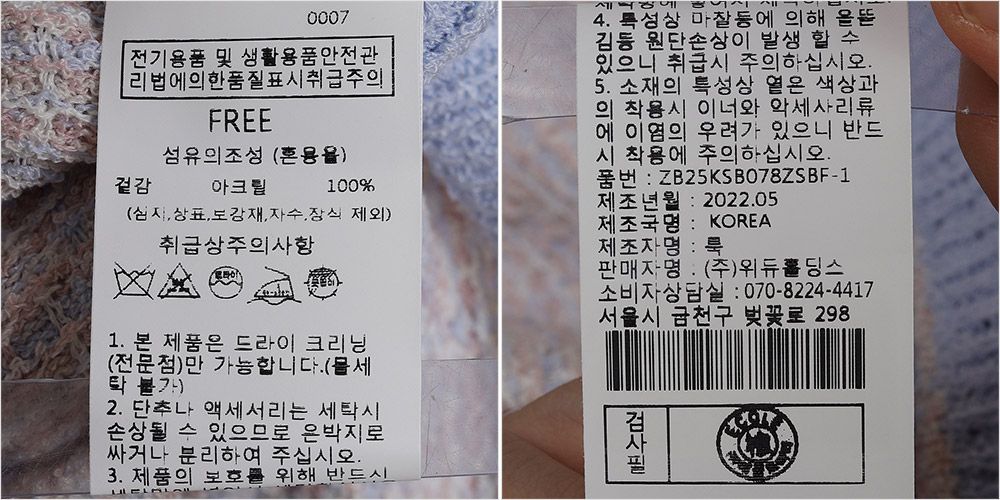 0007
전기용품 및 생활용품안전관
리법에의한품질표시취급주의
FREE
섬유의조성 (혼용율)
겉감 아크릴 100%
(심지,상표,보강재,자수,장식 제외)
취급상주의사항
드라이
1. 본 제품은 드라이 크리닝
(전문점)만 가능합니다.(물세
탁 불가)
2. 단추나 액세서리는 세탁시
손상될 수 있으므로 은박지로
싸거나 분리하여 주십시오.
3. 제품의 보호를 위해 반드시
4. 특성상 마찰등에 의해 올뜯
김등 원단손상이 발생 할 수
있으니 취급시 주의하십시오.
5. 소재의 특성상 옅은 색상과
의 착용시 이너와 악세사리류
에 이염의 우려가 있으니 반드
시 착용에 주의하십시오.
품번 : ZB25KSB078ZSBF-1
제조년월 : 2022.05
제조국명 : KOREA
제조자명 : 룩
판매자명 : (주)위듀홀딩스
소비자상담실 : 070-8224-4417
서울시 금천구 벚꽃로 298
검사필
ECOLE